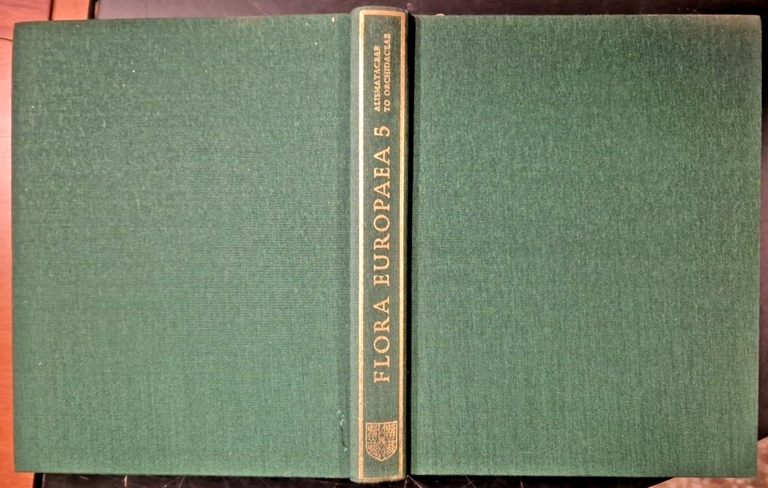 FLORA EUROPAEA 5
ALISMATACEAE
TO ORCHIDACEAE